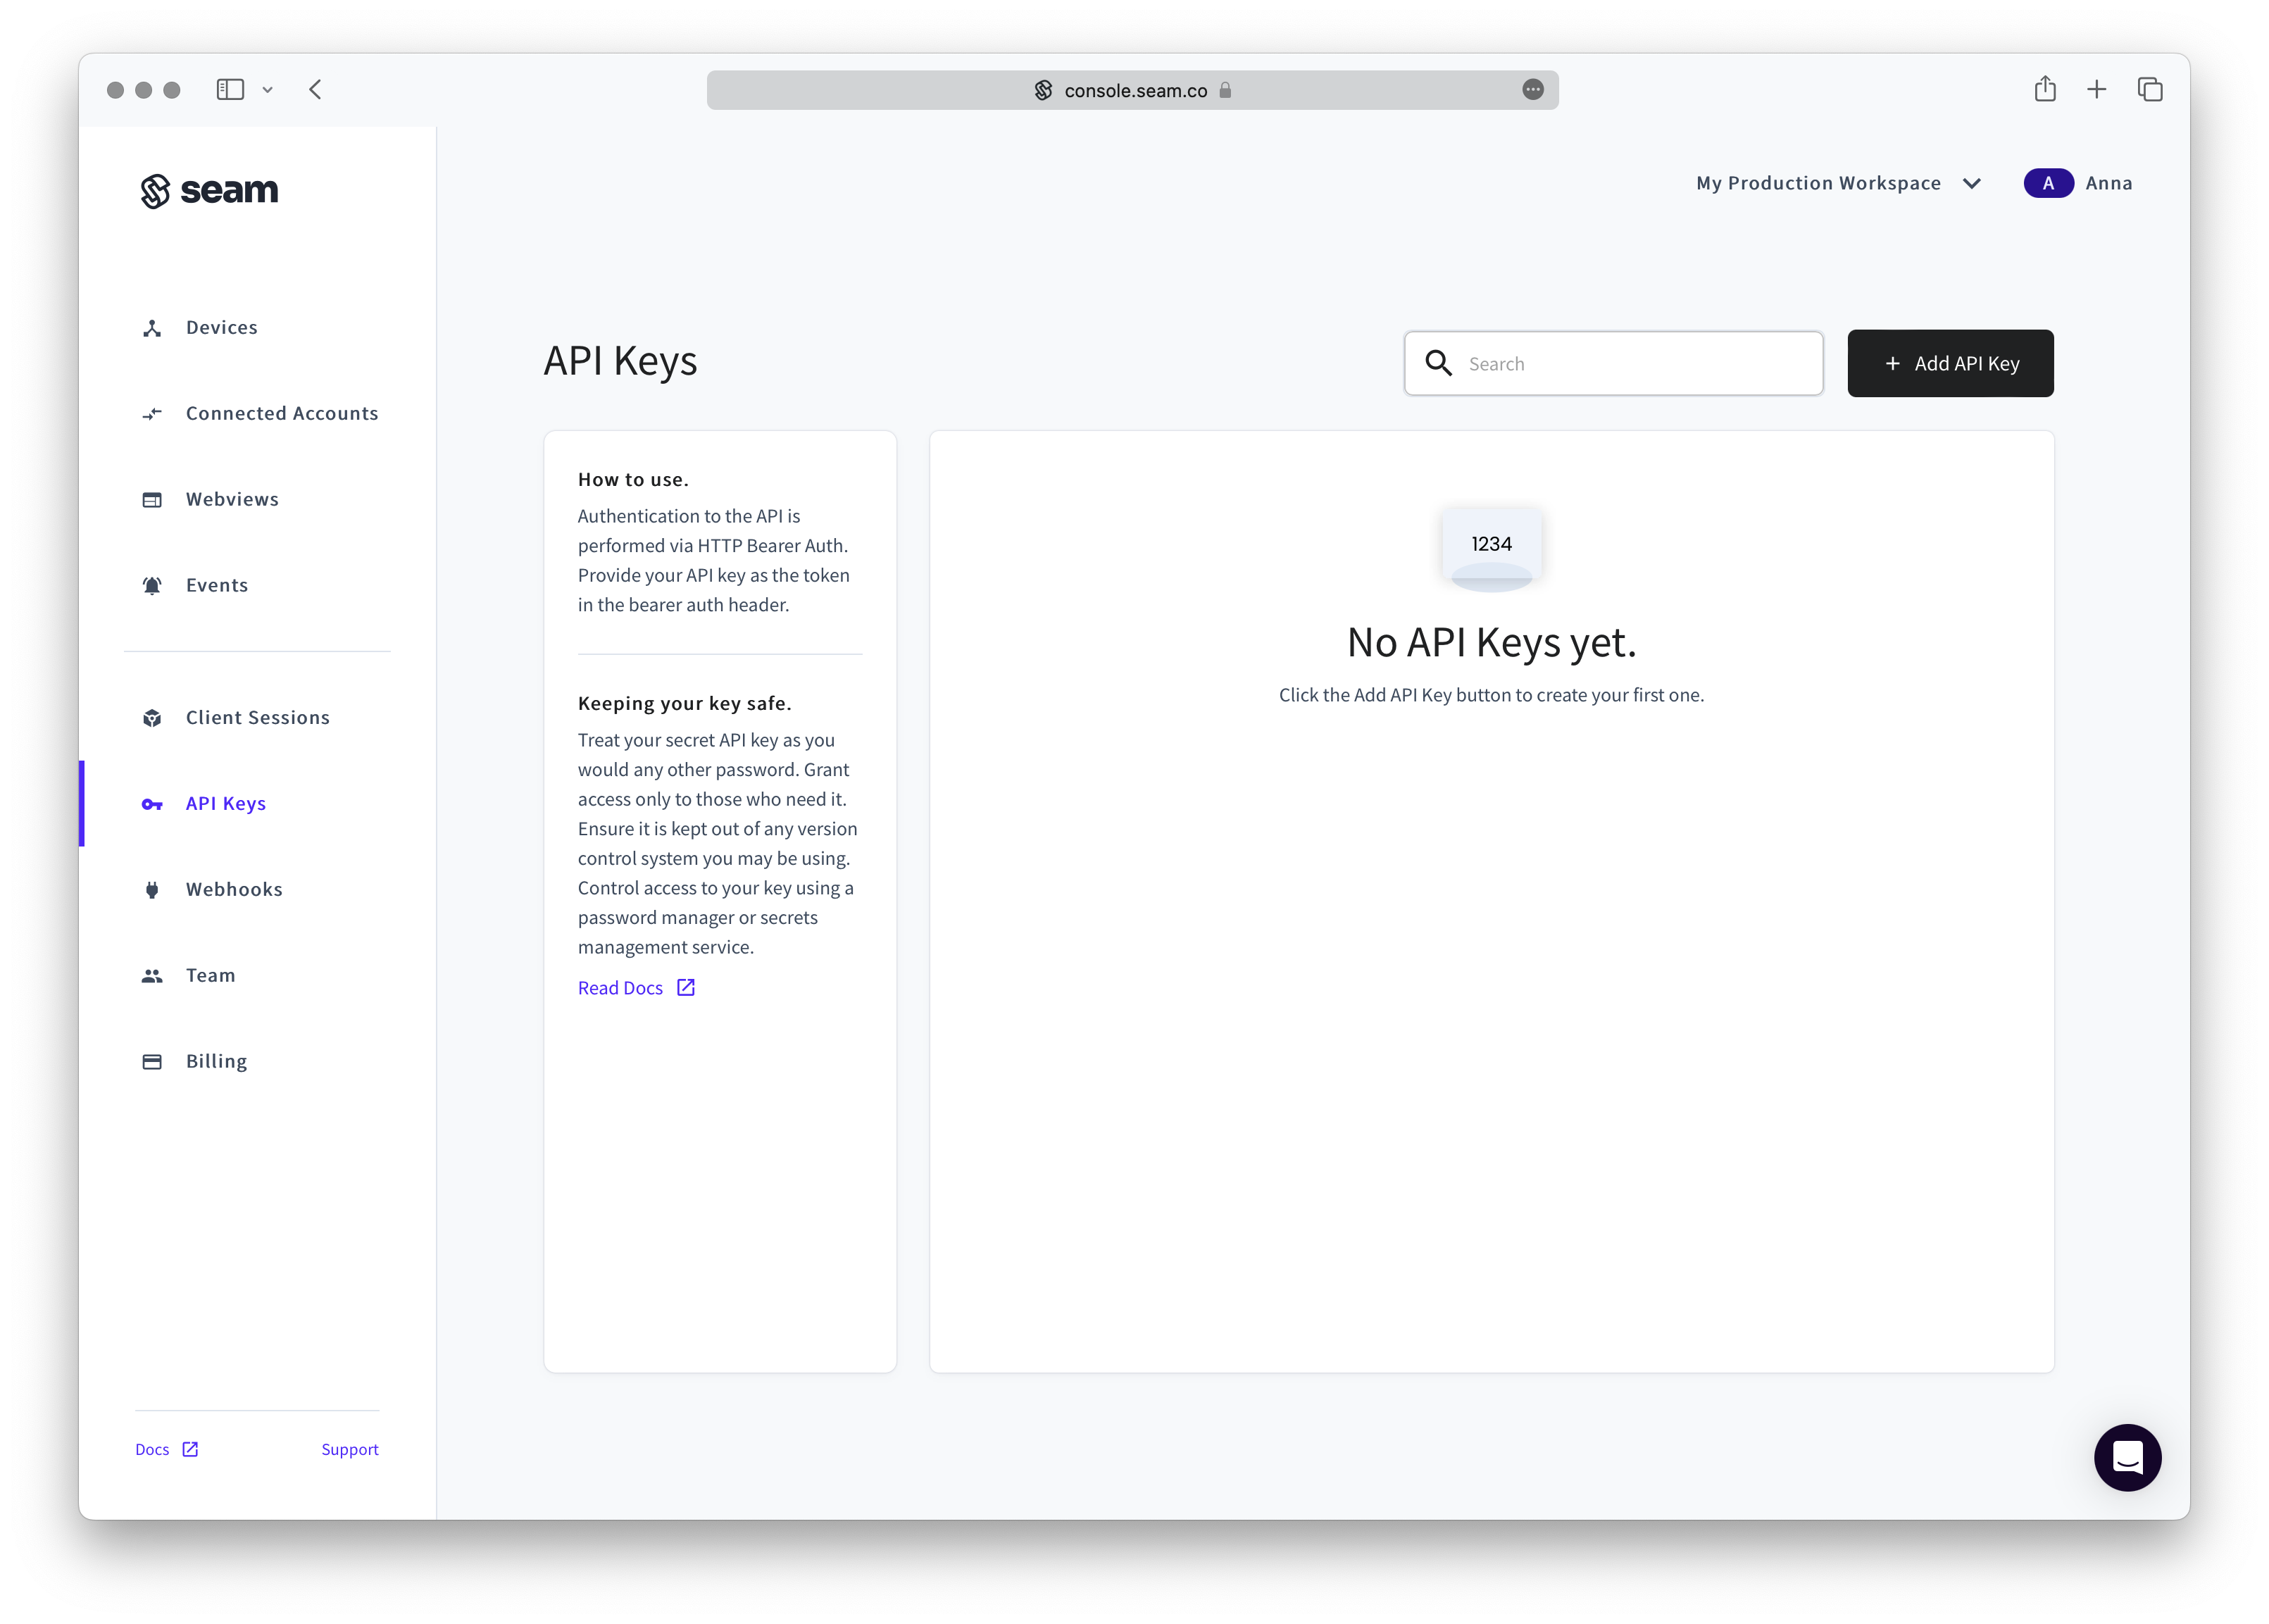 console.seam.co
seam
My Production Workspace
A
Anna
Devices
Connected Accounts
Webviews
Events
Client Sessions
API Keys
Webhooks
Team
Billing
Docs
Support
API Keys
Search
+ Add API Key
How to use.
Authentication to the API is
performed via HTTP Bearer Auth.
Provide your API key as the token
in the bearer auth header.
Keeping your key safe.
Treat your secret API key as you
would any other password. Grant
access only to those who need it.
Ensure it is kept out of any version
control system you may be using.
Control access to your key using a
password manager or secrets
management service.
Read Docs
1234
No API Keys yet.
Click the Add API Key button to create your first one.